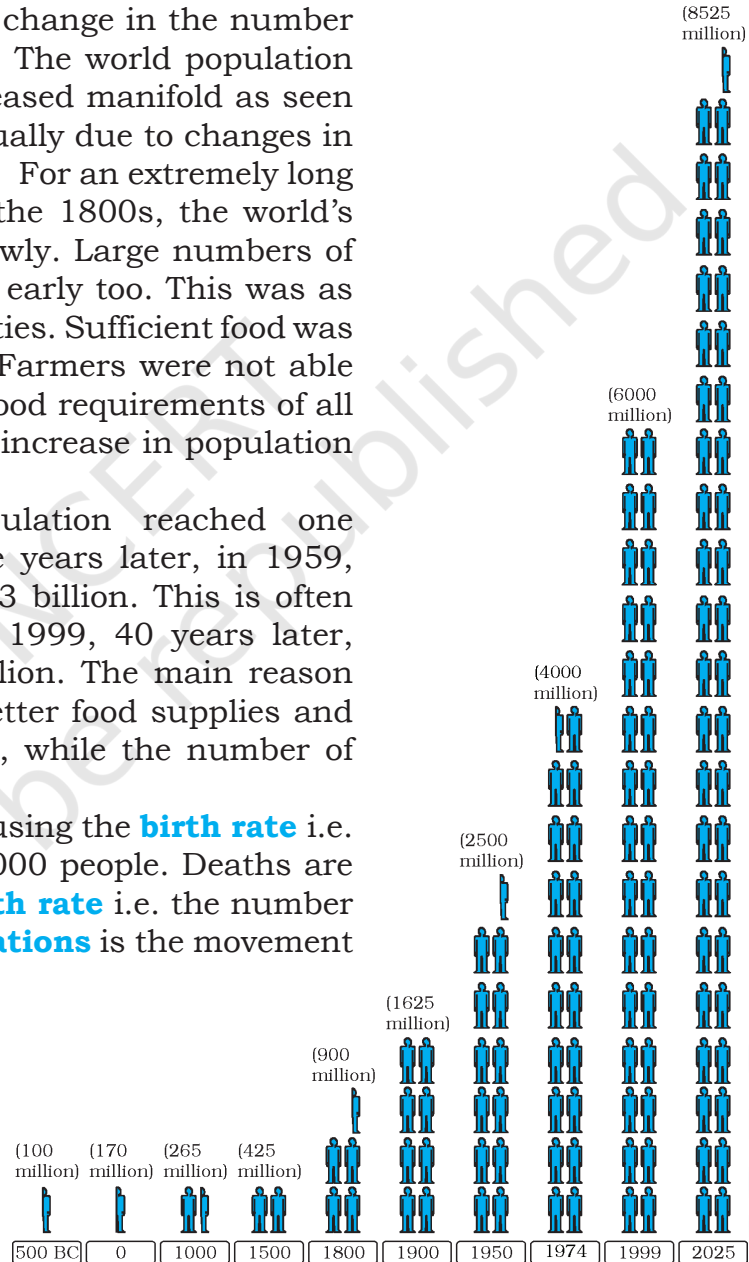 change in the number
The world population
eased manifold as seen
ually due to changes in
For an extremely long
the 1800s, the world's
wly. Large numbers of
early too. This was as
ties. Sufficient food was
Farmers were not able
ood requirements of all
increase in population
ulation reached one
e years later, in 1959,
3 billion. This is often
1999, 40 years later,
lion. The main reason
etter food supplies and
, while the number of
using the birth rate i.e.
000 people. Deaths are
th rate i.e. the number
ations is the movement
(100
million)
(170
million)
(265
million)
(425
million)
(900
million)
(1625
million)
(2500
million)
(4000
million)
(6000
million)
(8525
million)
500 BC 0 1000 1500 1800 1900 1950 1974 1999 2025
NCERT
be republished